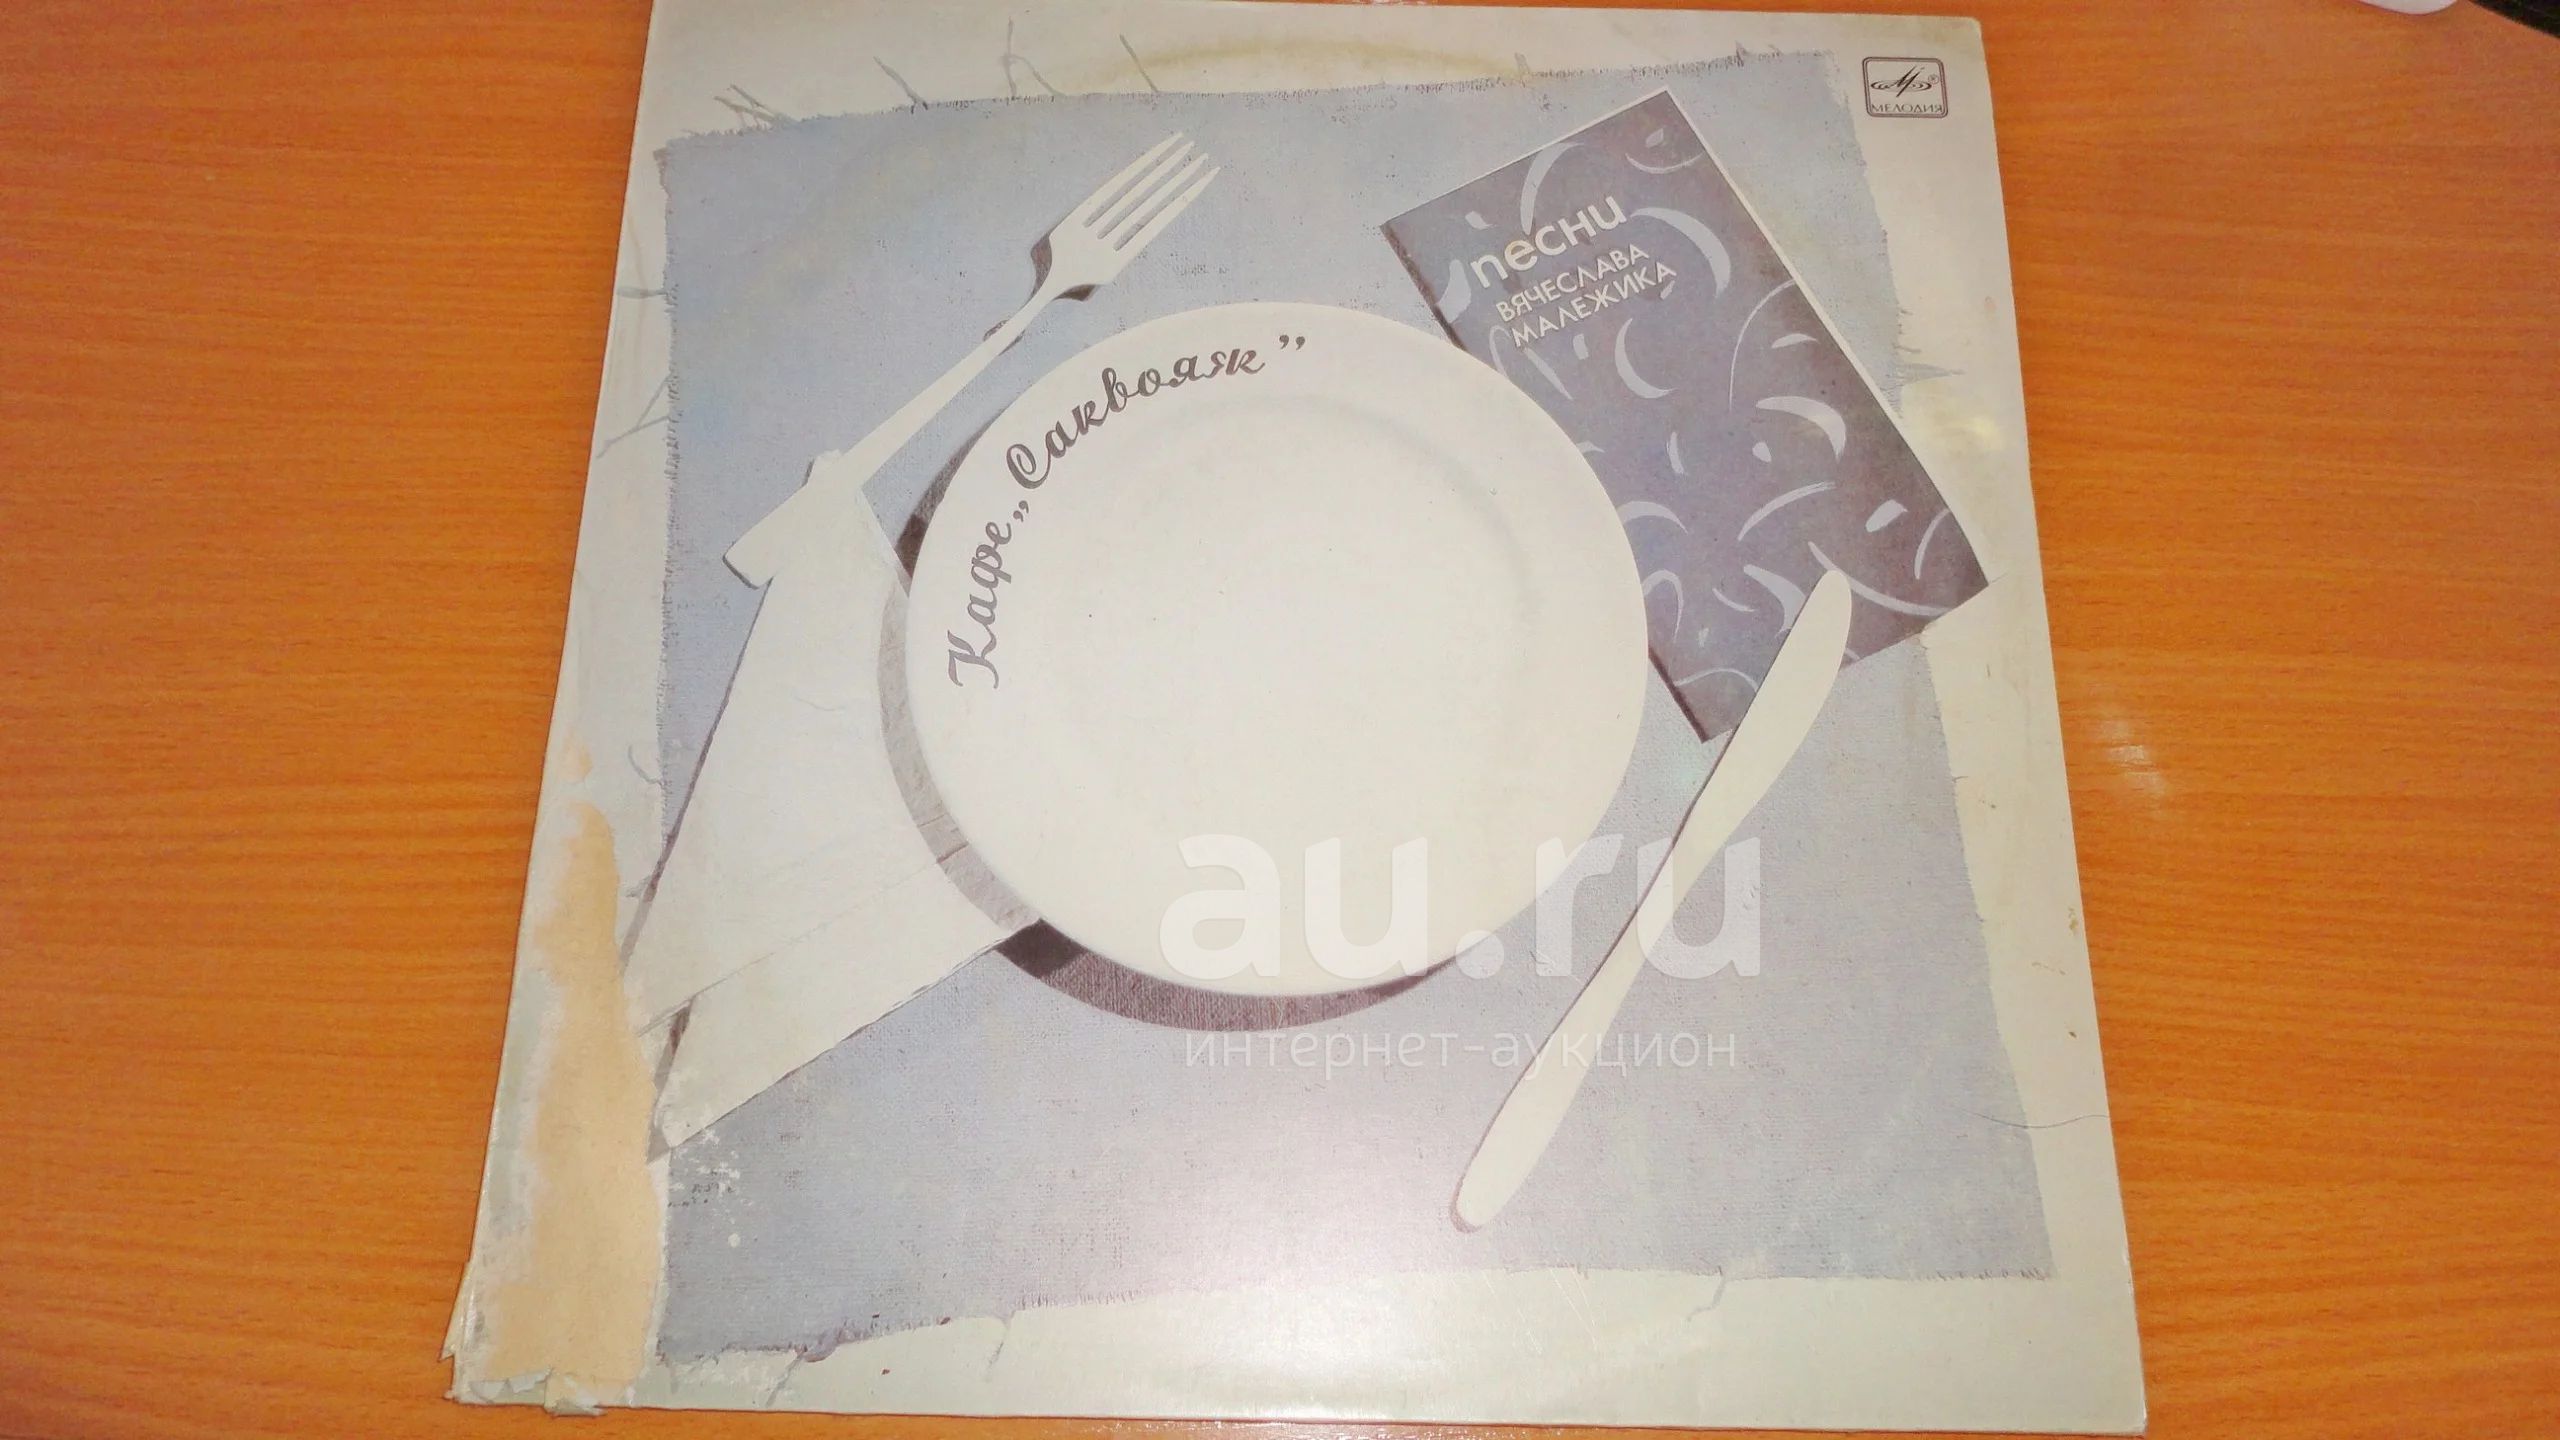 МЕЛОДИЯ
песни
ВЯЧЕСЛАВА
МАЛЕЖИКА
Кафе „Саквояж”
au.ru
интернет-аукцион